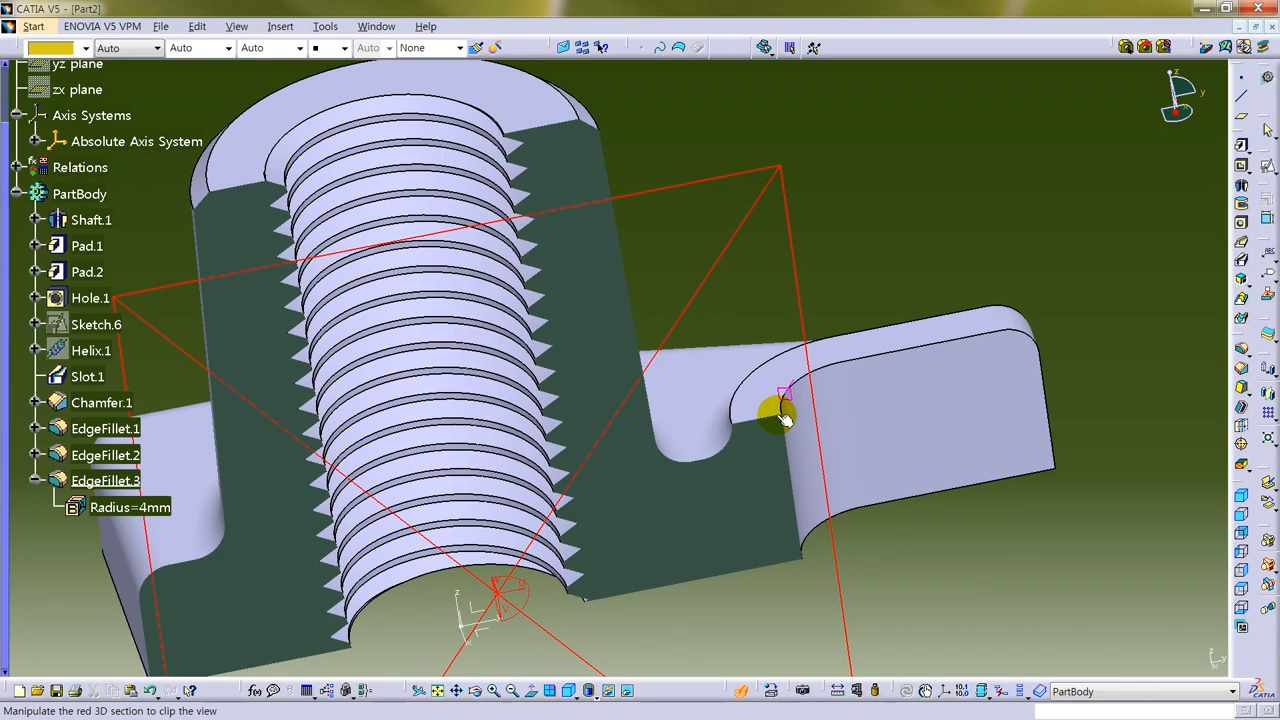 CATIA V5 - [Part2]
Start ENOVIA V5 VPM File Edit View Insert Tools Window Help
Auto Auto Auto Auto None
yz plane
zx plane
Axis Systems
Absolute Axis System
Relations
PartBody
Shaft.1
Pad.1
Pad.2
Hole.1
Sketch.6
Helix.1
Slot.1
Chamfer.1
EdgeFillet.1
EdgeFillet.2
EdgeFillet.3
Radius=4mm
z
y
z
x
z
y
PartBody
Manipulate the red 3D section to clip the view